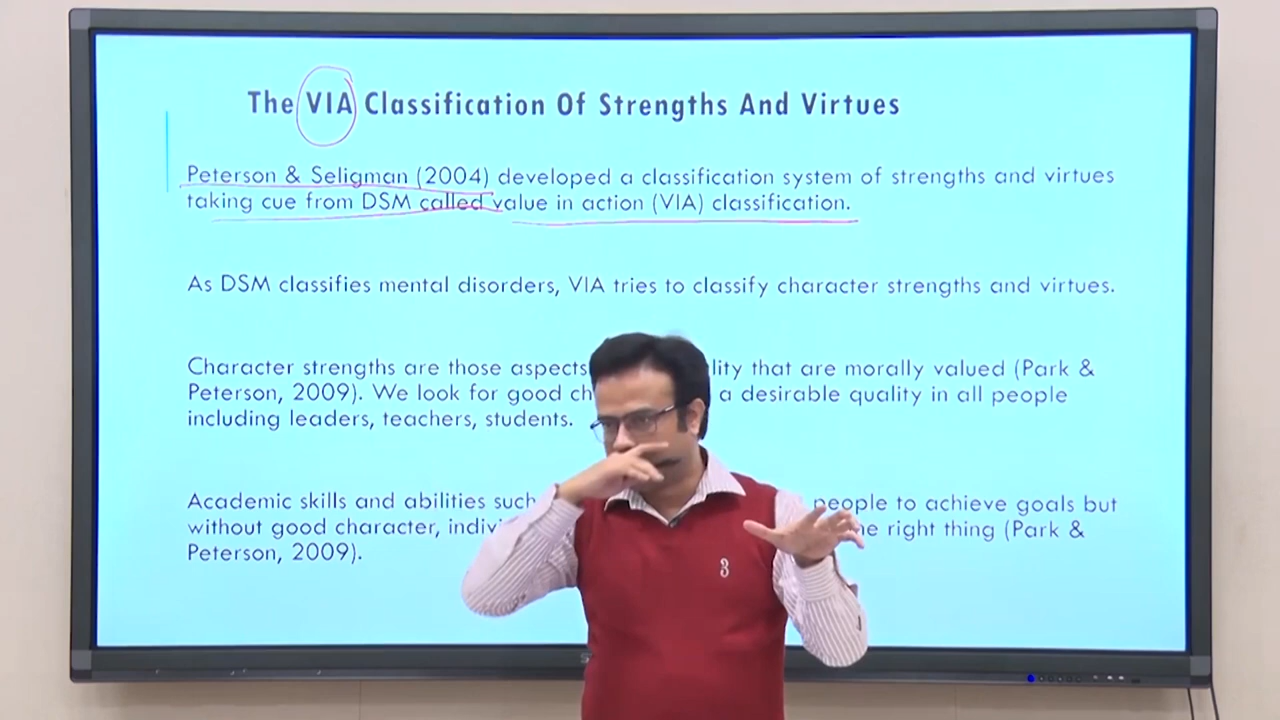 The VIA Classification Of Strengths And Virtues
Peterson & Seligman (2004) developed a classification system of strengths and virtues
taking cue from DSM called value in action (VIA) classification.
As DSM classifies mental disorders, VIA tries to classify character strengths and virtues.
Character strengths are those aspects that are morally valued (Park &
Peterson, 2009). We look for good a desirable quality in all people
including leaders, teachers, students.
Academic skills and abilities such people to achieve goals but
without good character, right thing (Park &
Peterson, 2009).
3